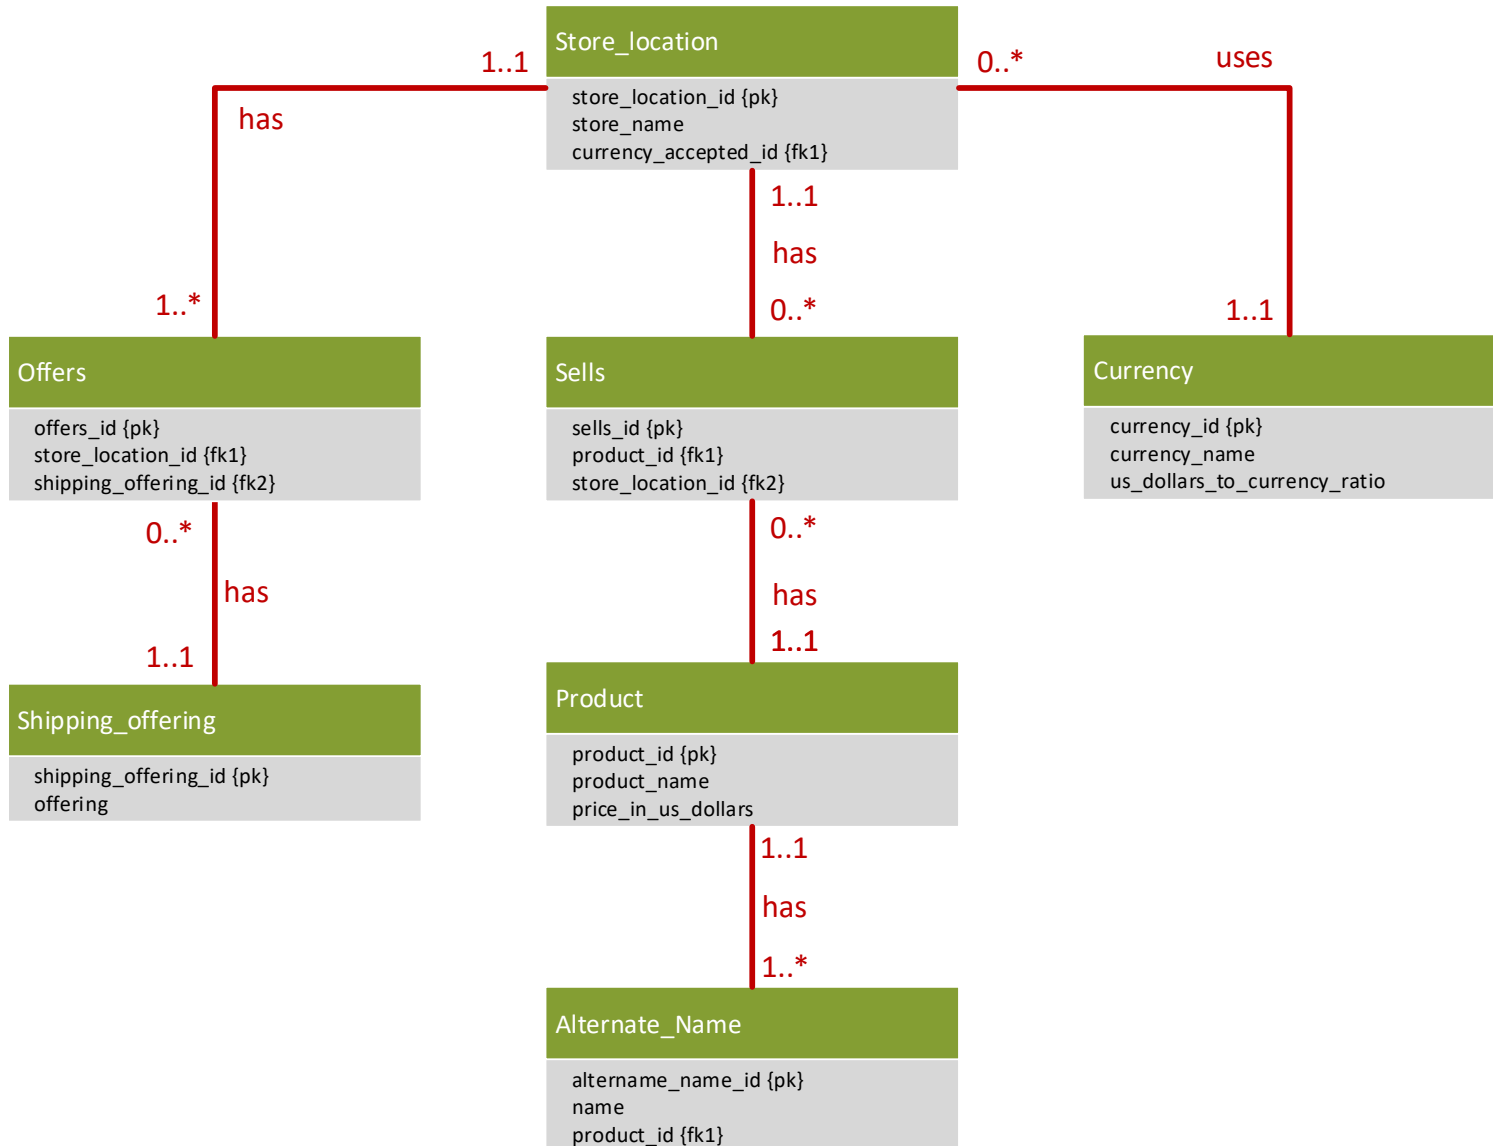 Store_location
store_location_id {pk}
store_name
currency_accepted_id {fk1}
1..1
has
1..*
0..*
uses
1..1
1..1
has
0..*
Offers
offers_id {pk}
store_location_id {fk1}
shipping_offering_id {fk2}
Sells
sells_id {pk}
product_id {fk1}
store_location_id {fk2}
Currency
currency_id {pk}
currency_name
us_dollars_to_currency_ratio
0..*
has
1..1
0..*
has
1..1
Shipping_offering
shipping_offering_id {pk}
offering
Product
product_id {pk}
product_name
price_in_us_dollars
1..1
has
1..*
Alternate_Name
altername_name_id {pk}
name
product_id {fk1}